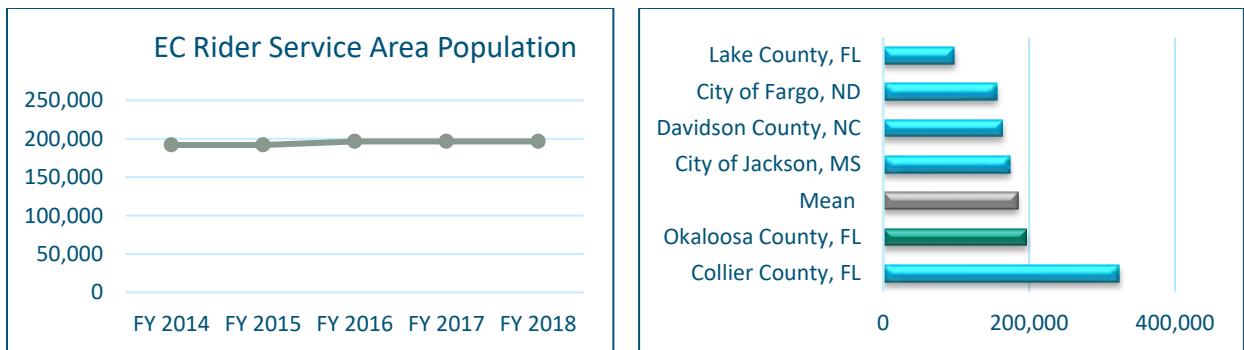 EC Rider Service Area Population
250,000
200,000
150,000
100,000
50,000
0
FY 2014 FY 2015 FY 2016 FY 2017 FY 2018
Lake County, FL
City of Fargo, ND
Davidson County, NC
City of Jackson, MS
Mean
Okaloosa County, FL
Collier County, FL
0 200,000 400,000